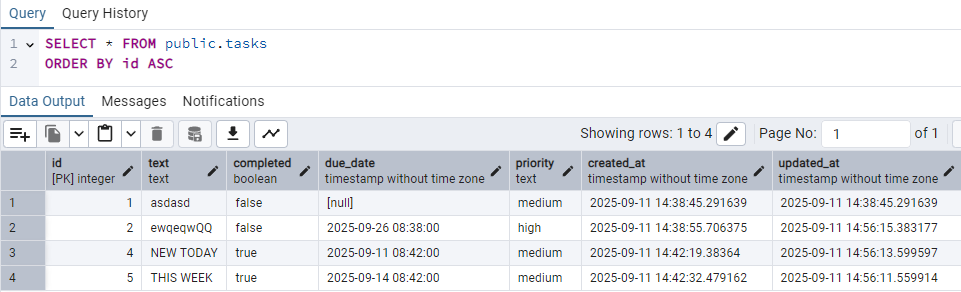 Query Query History
1 SELECT * FROM public.tasks
2 ORDER BY id ASC
Data Output Messages Notifications
Showing rows: 1 to 4 Page No: 1 of 1
id text completed due_date priority created_at updated_at
[PK] integer text boolean timestamp without time zone text timestamp without time zone timestamp without time zone
1 1 asdasd false [null] medium 2025-09-11 14:38:45.291639 2025-09-11 14:38:45.291639
2 2 ewqeqwQQ false 2025-09-26 08:38:00 high 2025-09-11 14:38:55.706375 2025-09-11 14:56:15.383177
3 4 NEW TODAY true 2025-09-11 08:42:00 medium 2025-09-11 14:42:19.38364 2025-09-11 14:56:13.599597
4 5 THIS WEEK true 2025-09-14 08:42:00 medium 2025-09-11 14:42:32.479162 2025-09-11 14:56:11.559914